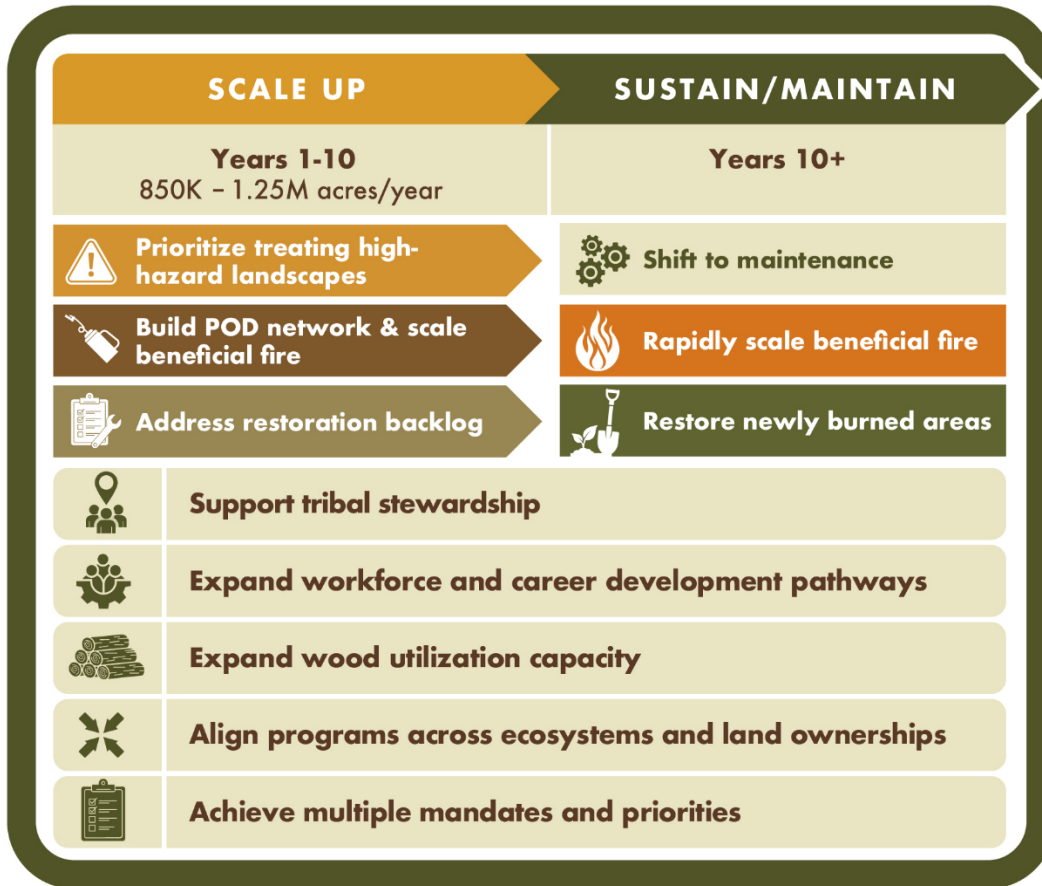 SCALE UP
SUSTAIN/MAINTAIN
Years 1-10
850K – 1.25M acres/year
Years 10+
Prioritize treating high-
hazard landscapes
Shift to maintenance
Build POD network & scale
beneficial fire
Rapidly scale beneficial fire
Address restoration backlog
Restore newly burned areas
Support tribal stewardship
Expand workforce and career development pathways
Expand wood utilization capacity
Align programs across ecosystems and land ownerships
Achieve multiple mandates and priorities